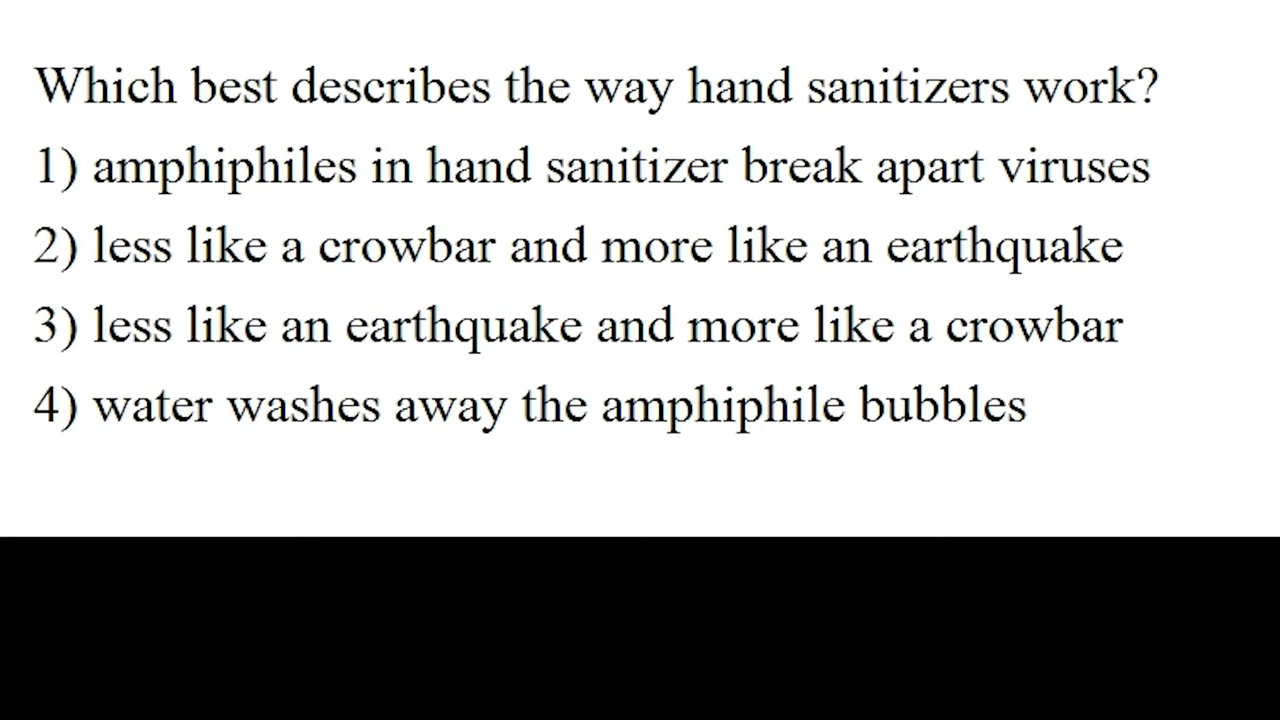 Which best describes the way hand sanitizers work?
1) amphiphiles in hand sanitizer break apart viruses
2) less like a crowbar and more like an earthquake
3) less like an earthquake and more like a crowbar
4) water washes away the amphiphile bubbles